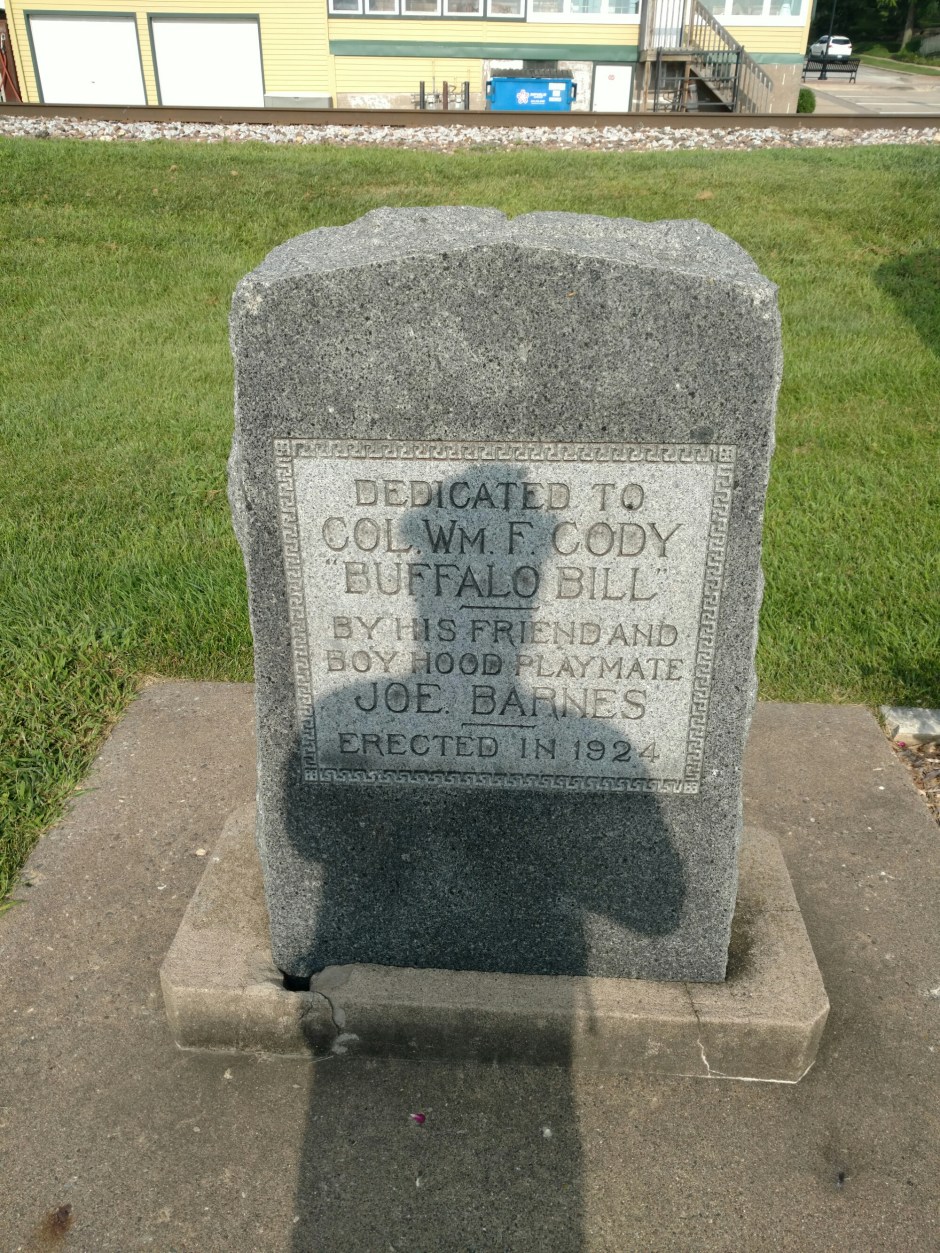 DEDICATED TO
COL. WM. F. CODY
"BUFFALO BILL"
BY HIS FRIEND AND
BOY HOOD PLAYMATE
JOE. BARNES
ERECTED IN 1924